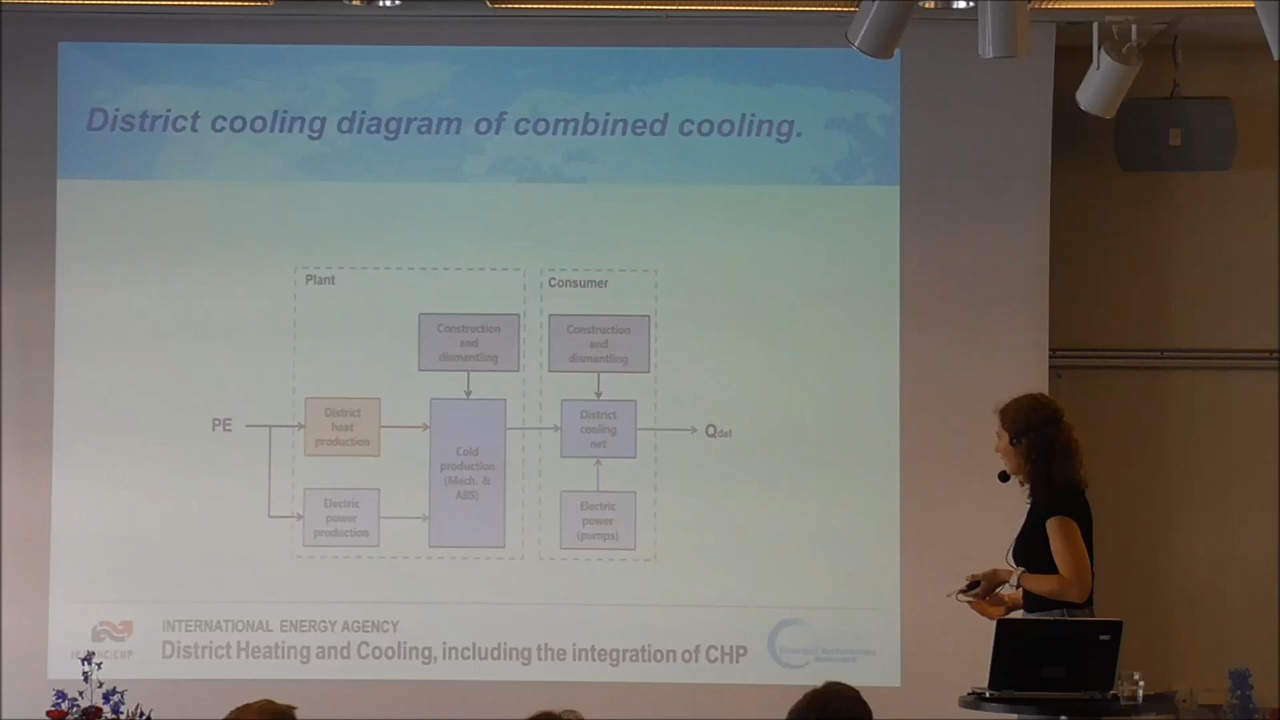 District cooling diagram of combined cooling.
Plant
Consumer
Construction
and
dismantling
Construction
and
dismantling
PE
District
heat
production
Cold
production
(Mech. &
ABS)
District
cooling
net
Qdel
Electric
power
production
Electric
power
(pumps)
INTERNATIONAL ENERGY AGENCY
District Heating and Cooling, including the integration of CHP